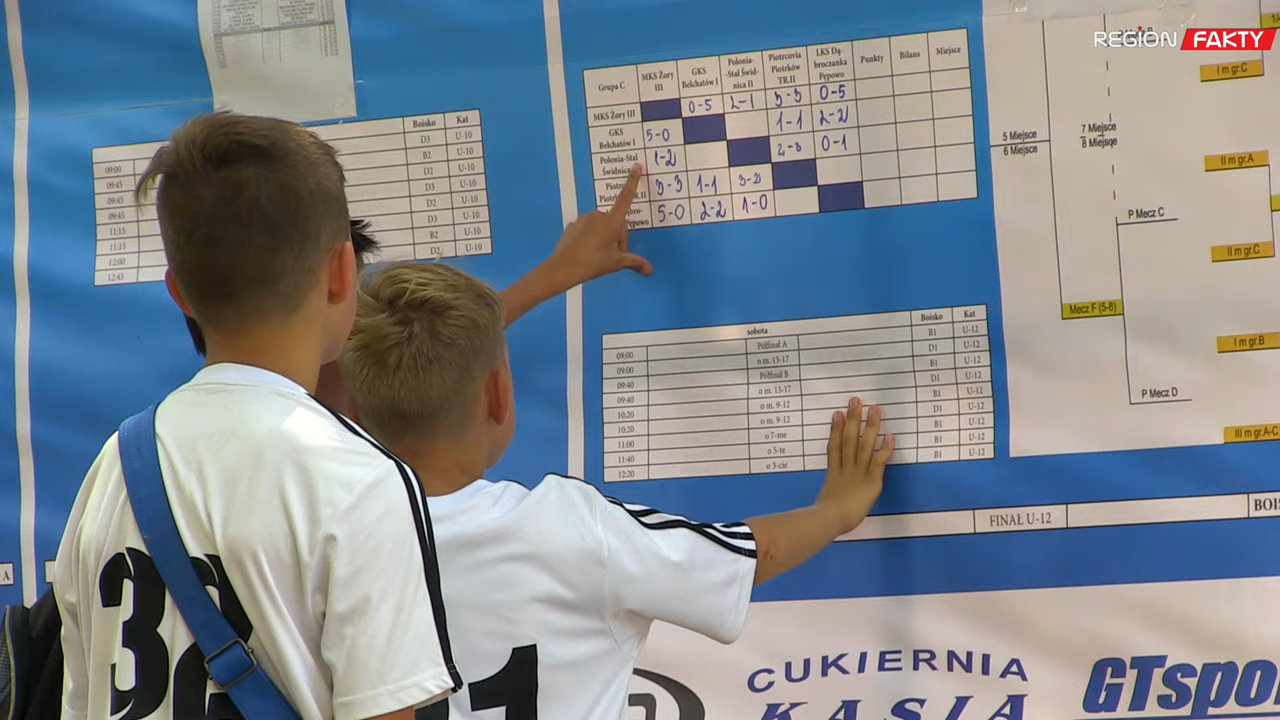 REGION FAKTY
Grupa C MKS Żory III GKS Bełchatów I Polonia-Stal Świdnica II Piotrcovia Piotrków TR.II LKS Dąbroczanka Pępowo Punkty Bilans Miejsce
MKS Żory III 0-5 2-1 3-3 0-5
GKS Bełchatów I 5-0 1-1 2-2
Polonia-Stal 1-2 2-3 0-1
3-3 1-1 3-2
Pępowo 5-0 2-2 1-0
Boisko Kat
09:00 D3 U-10
09:45 B2 U-10
09:45 D2 U-10
09:45 D3 U-10
09:45 D2 U-10
11:15 D3 U-10
11:15 B2 U-10
12:00 D2 U-10
12:45
sobota Boisko Kat
09:00 Półfinał A B1 U-12
09:00 o m. 13-17 D1 U-12
09:40 Półfinał B B1 U-12
09:40 o m. 13-17 D1 U-12
10:20 o m. 9-12 B1 U-12
10:20 o m. 9-12 D1 U-12
11:00 o 7-me B1 U-12
11:40 o 5-te B1 U-12
12:20 o 3-cie B1 U-12
I m gr.C
5 Miejsce
6 Miejsce
7 Miejsce
8 Miejsce
II m gr.A
P Mecz C
II m gr.C
Mecz F (5-8)
I m gr.B
P Mecz D
III m gr.A-C
FINAŁ U-12
32
1
CUKIERNIA
KASIA
GTspo